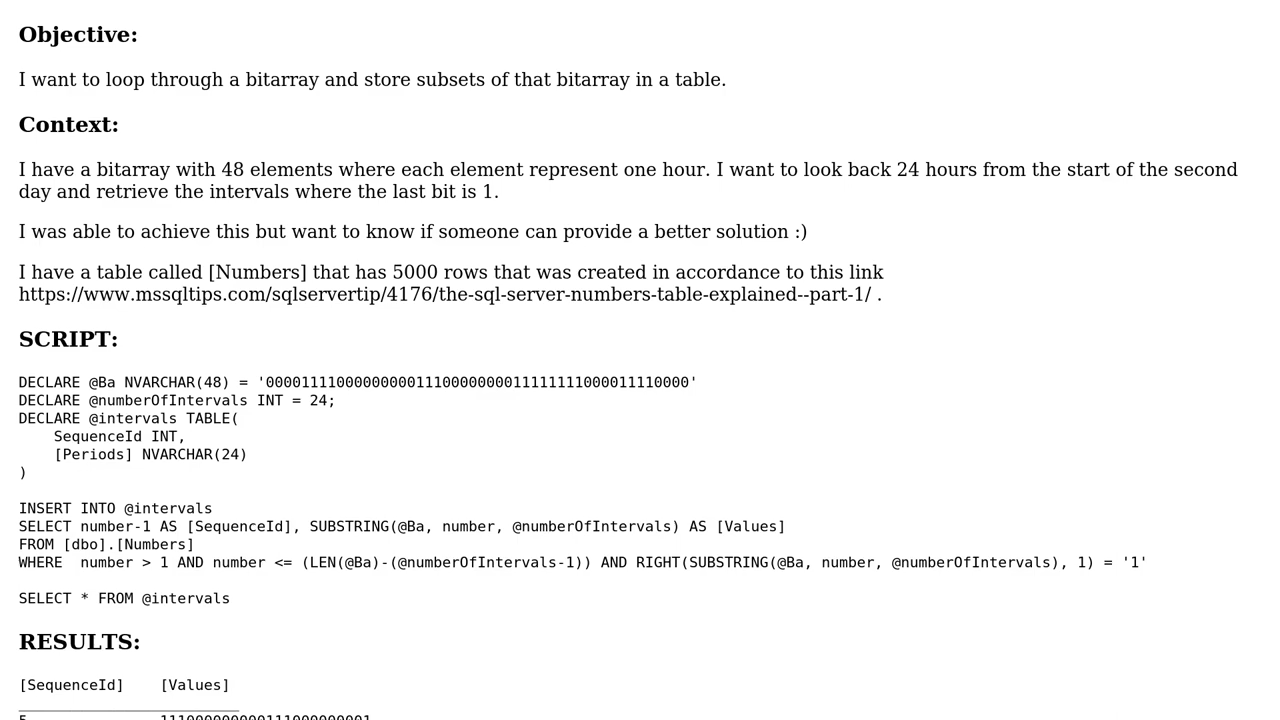 Objective:
I want to loop through a bitarray and store subsets of that bitarray in a table.
Context:
I have a bitarray with 48 elements where each element represent one hour. I want to look back 24 hours from the start of the second
day and retrieve the intervals where the last bit is 1.
I was able to achieve this but want to know if someone can provide a better solution :)
I have a table called [Numbers] that has 5000 rows that was created in accordance to this link
https://www.mssqltips.com/sqlservertip/4176/the-sql-server-numbers-table-explained--part-1/ .
SCRIPT:
DECLARE @Ba NVARCHAR(48) = '000011110000000001110000000011111111000011110000'
DECLARE @numberOfIntervals INT = 24;
DECLARE @intervals TABLE(
SequenceId INT,
[Periods] NVARCHAR(24)
)
INSERT INTO @intervals
SELECT number-1 AS [SequenceId], SUBSTRING(@Ba, number, @numberOfIntervals) AS [Values]
FROM [dbo].[Numbers]
WHERE  number > 1 AND number <= (LEN(@Ba)-(@numberOfIntervals-1)) AND RIGHT(SUBSTRING(@Ba, number, @numberOfIntervals), 1) = '1'
SELECT * FROM @intervals
RESULTS:
[SequenceId]    [Values]
_________________________
5               111000000000111000000001